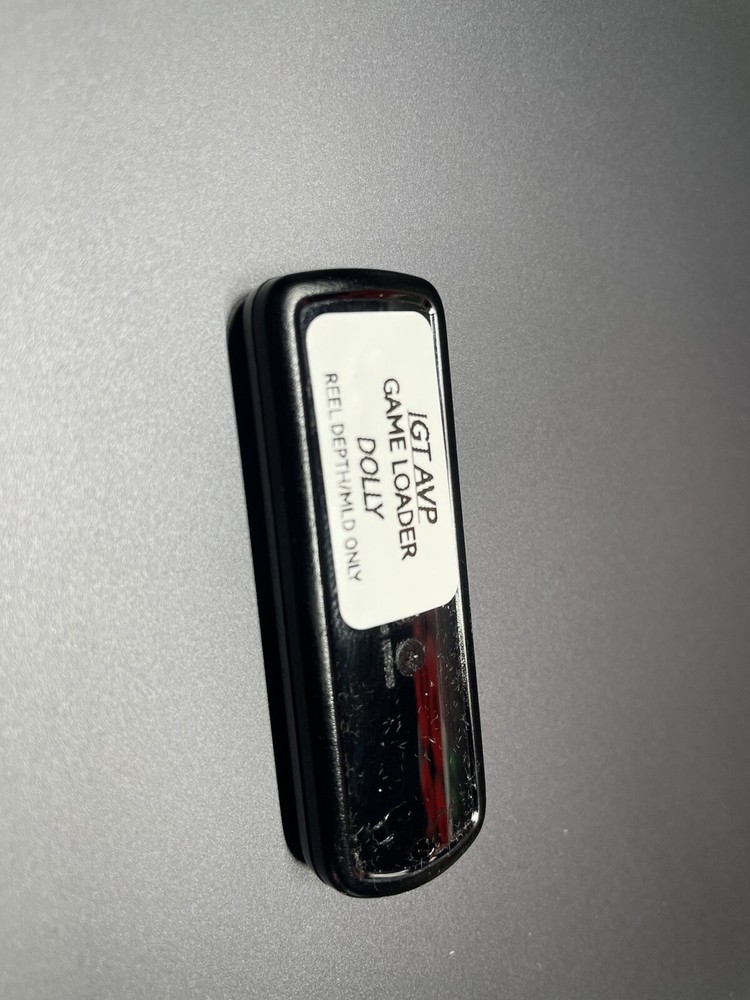 IGT AVP
GAME LOADER
DOLLY
REEL DEPTH/MLD ONLY